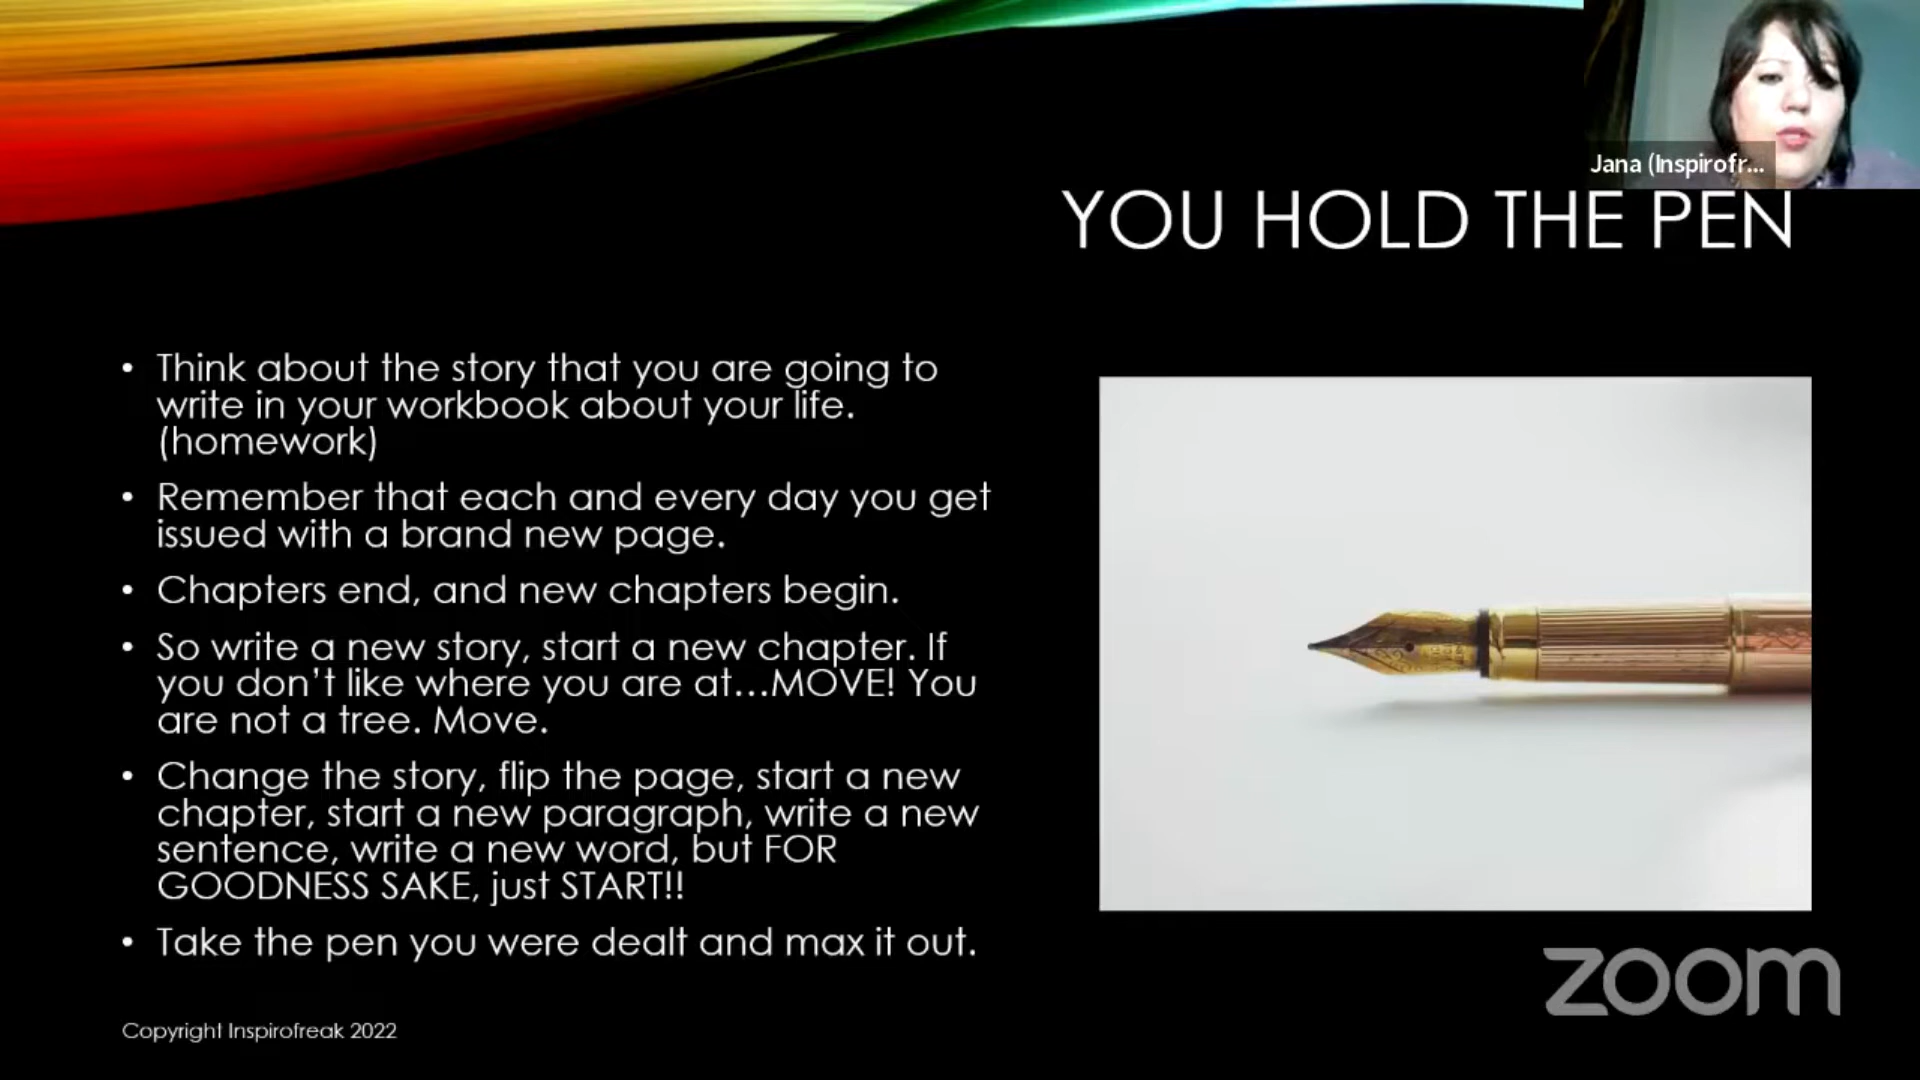 Jana (Inspirofr...
YOU HOLD THE PEN
• Think about the story that you are going to
write in your workbook about your life.
(homework)
• Remember that each and every day you get
issued with a brand new page.
• Chapters end, and new chapters begin.
• So write a new story, start a new chapter. If
you don’t like where you are at…MOVE! You
are not a tree. Move.
• Change the story, flip the page, start a new
chapter, start a new paragraph, write a new
sentence, write a new word, but FOR
GOODNESS SAKE, just START!!
• Take the pen you were dealt and max it out.
zoom
Copyright Inspirofreak 2022